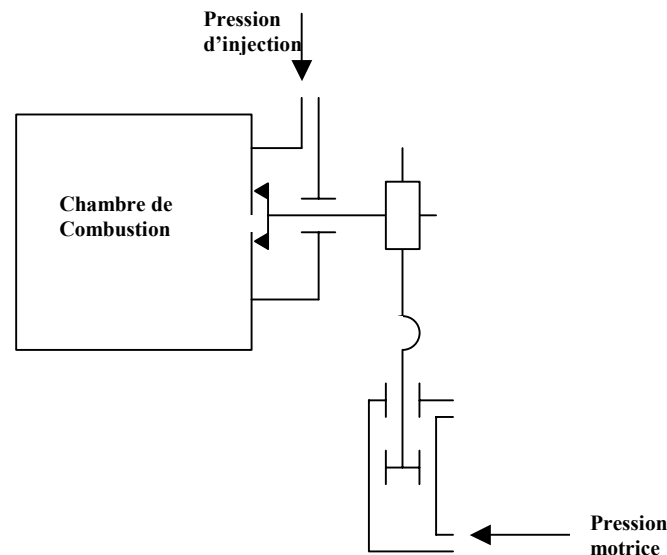 Pression
d'injection
Chambre de
Combustion
Pression
motrice